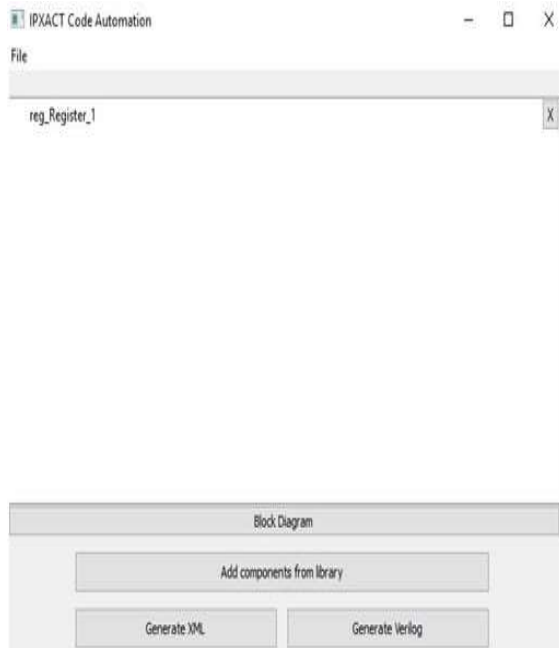 IPXACT Code Automation
File
reg_Register_1
X
Block Diagram
Add components from library
Generate XML
Generate Verilog